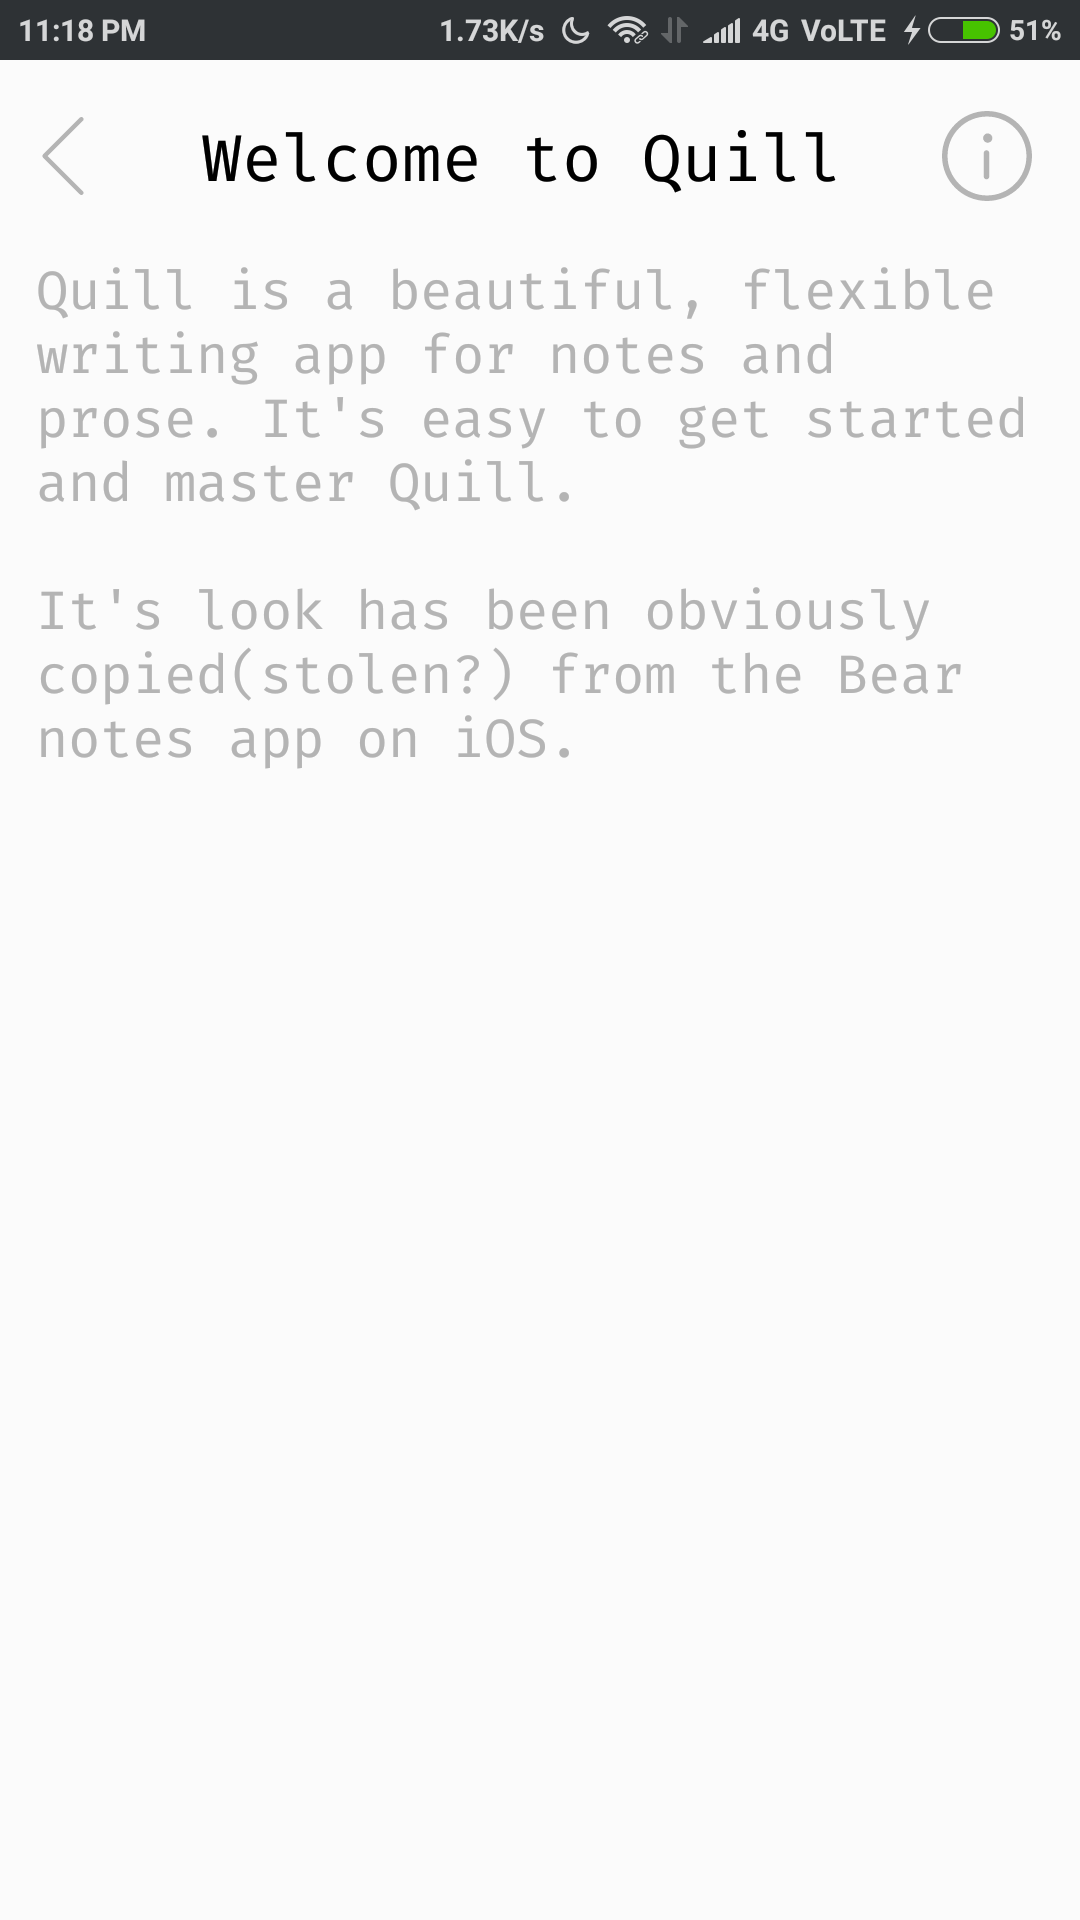 11:18 PM 1.73K/s 4G VoLTE 51%
Welcome to Quill
Quill is a beautiful, flexible
writing app for notes and
prose. It's easy to get started
and master Quill.
It's look has been obviously
copied(stolen?) from the Bear
notes app on iOS.